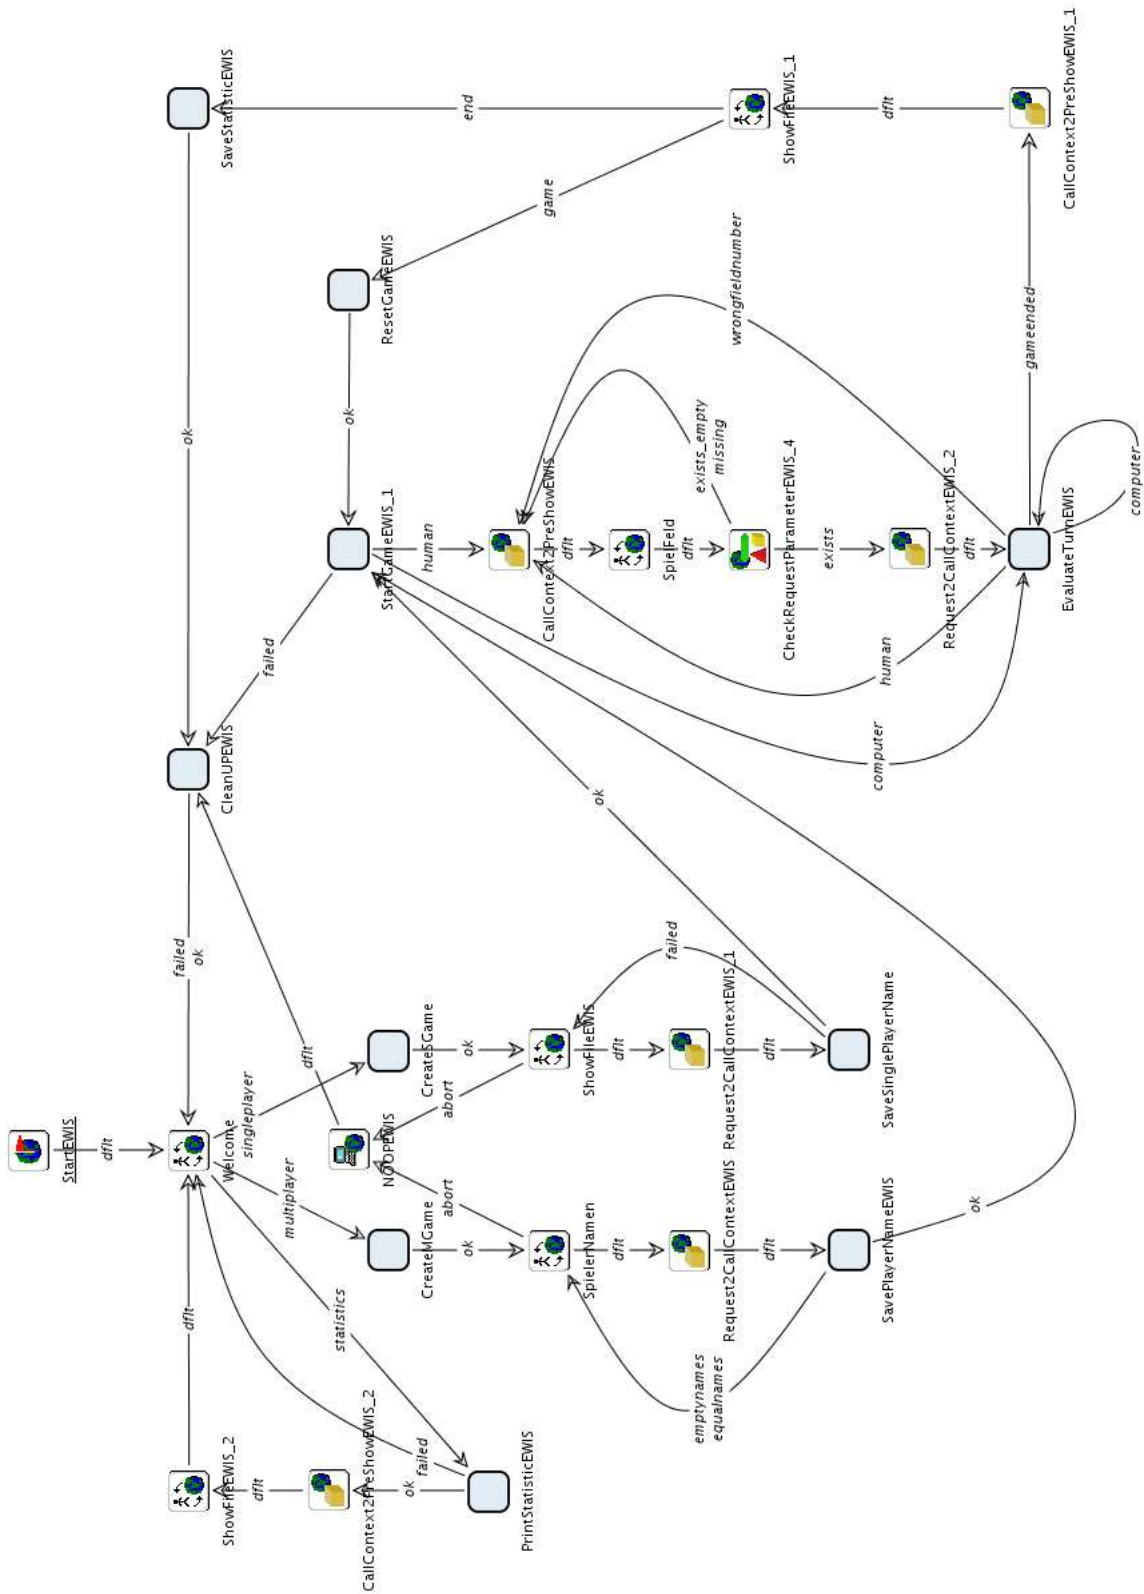 StartEWIS
dflt
Welcome
singleplayer
multiplayer
statistics
failed
ok
CleanUPEWIS
ok
SaveStatisticEWIS
end
ShowFileEWIS_1
game
ResetGameEWIS
ok
StartGameEWIS_1
failed
human
computer
CallContext2PreShowEWIS
dflt
SpielFeld
dflt
CheckRequestParameterEWIS_4
exists_empty
missing
exists
Request2CallContextEWIS_2
dflt
EvaluateTurnEWIS
wrongfieldnumber
human
computer
gameended
CallContext2PreShowEWIS_1
dflt
NOOPEWIS
dflt
CreateSGame
ok
ShowFileEWIS
abort
dflt
Request2CallContextEWIS_1
dflt
SaveSinglePlayerName
failed
ok
CreateMGame
ok
SpielerNamen
abort
dflt
Request2CallContextEWIS
dflt
SavePlayerNameEWIS
emptynames
equalnames
ok
PrintStatisticEWIS
failed
ok
CallContext2PreShowEWIS_2
dflt
ShowFileEWIS_2
dflt